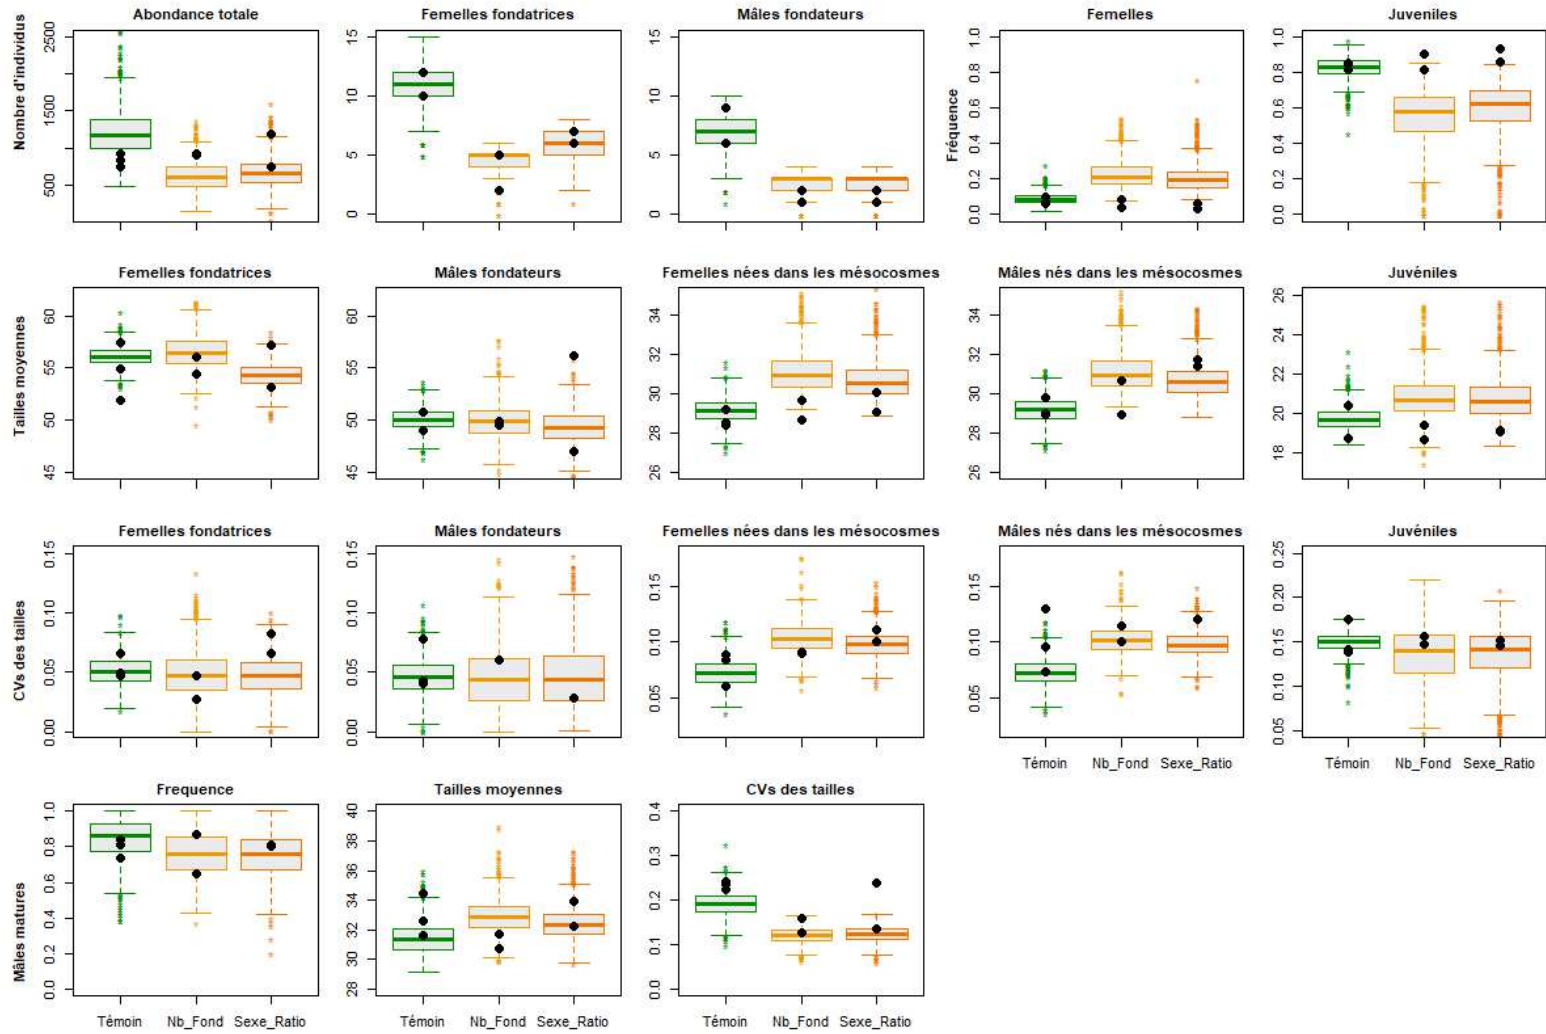 Abondance totale
Femelles fondatrices
Mâles fondateurs
Femelles
Juveniles
Nombre d'individus
2500
1500
500
15
10
5
0
15
10
5
0
Fréquence
1.0
0.8
0.6
0.4
0.2
0.0
1.0
0.8
0.6
0.4
0.2
0.0
Femelles fondatrices
Mâles fondateurs
Femelles nées dans les mésocosmes
Mâles nés dans les mésocosmes
Juvéniles
Tailles moyennes
60
55
50
45
60
55
50
45
34
32
30
28
26
34
32
30
28
26
26
24
22
20
18
Femelles fondatrices
Mâles fondateurs
Femelles nées dans les mésocosmes
Mâles nés dans les mésocosmes
Juvéniles
CVs des tailles
0.15
0.10
0.05
0.00
0.15
0.10
0.05
0.00
0.15
0.10
0.05
0.15
0.10
0.05
0.25
0.20
0.15
0.10
0.05
Témoin Nb_Fond Sexe_Ratio
Témoin Nb_Fond Sexe_Ratio
Frequence
Tailles moyennes
CVs des tailles
Mâles matures
1.0
0.8
0.6
0.4
0.2
0.0
40
38
36
34
32
30
28
0.4
0.3
0.2
0.1
0.0
Témoin Nb_Fond Sexe_Ratio
Témoin Nb_Fond Sexe_Ratio
Témoin Nb_Fond Sexe_Ratio